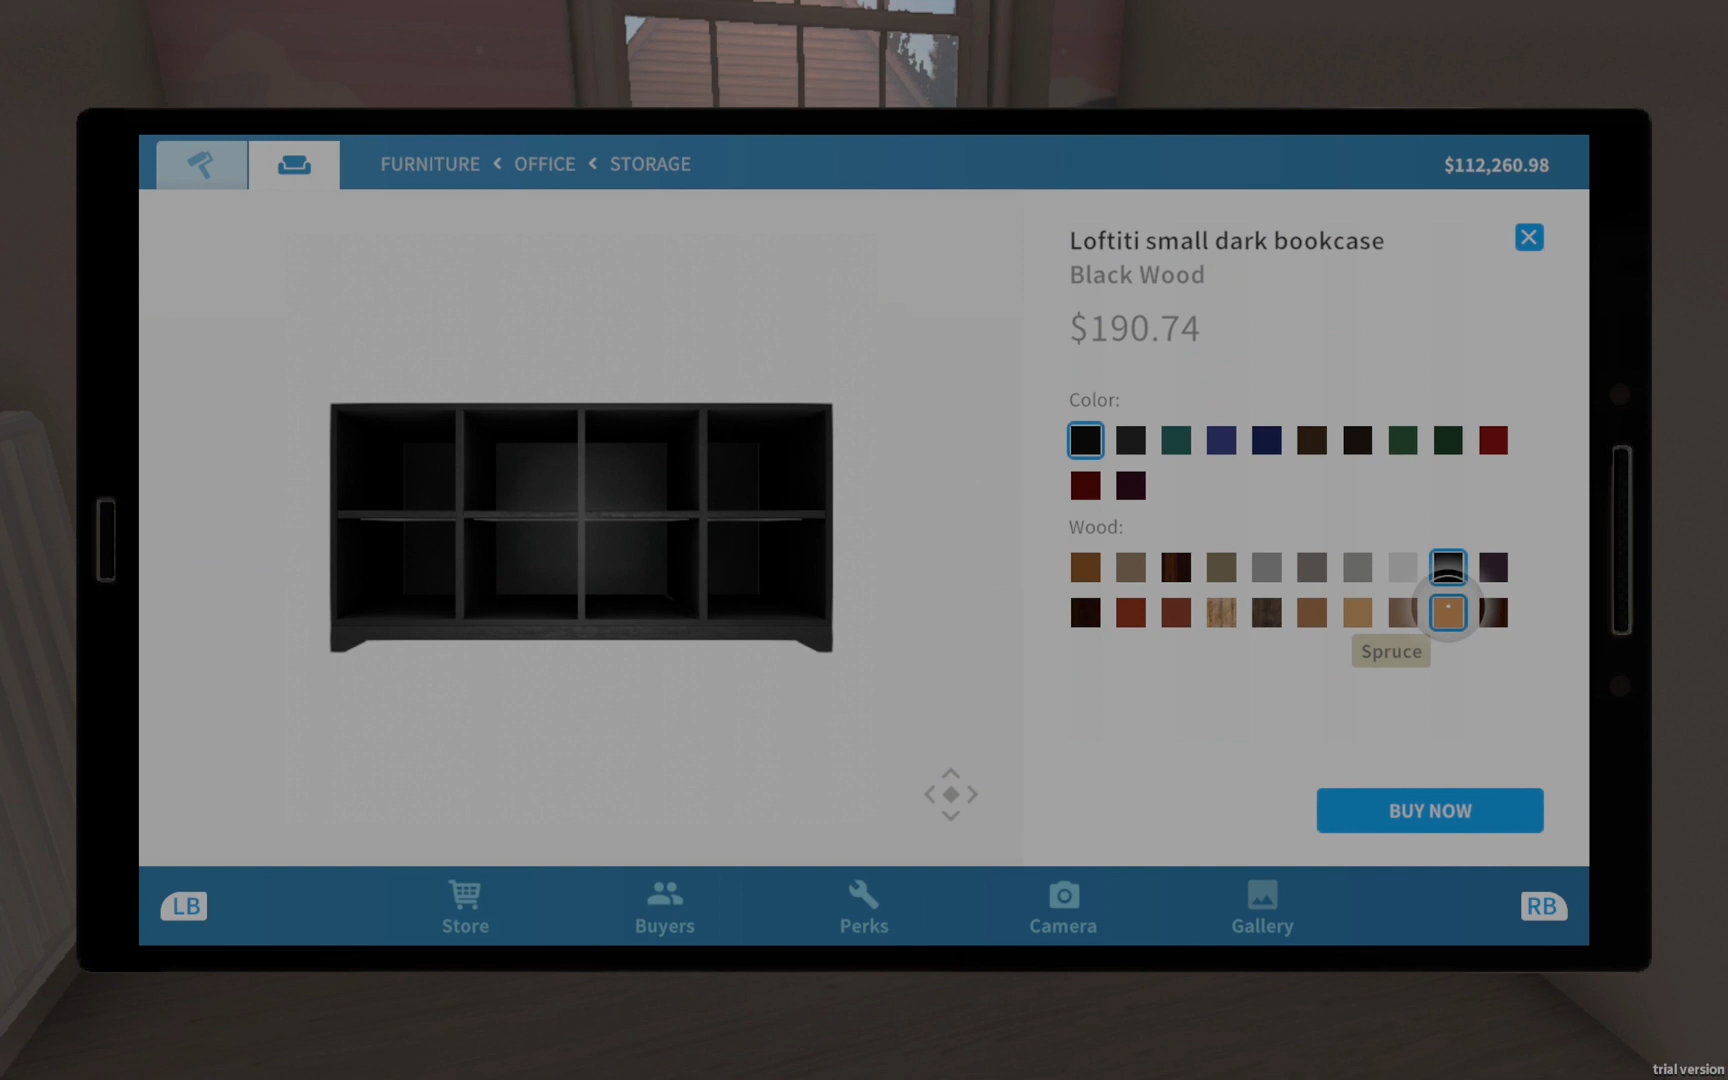 FURNITURE < OFFICE < STORAGE
$112,260.98
Loftiti small dark bookcase
Black Wood
$190.74
Color:
Wood:
Spruce
BUY NOW
LB
Store
Buyers
Perks
Camera
Gallery
RB
trial version